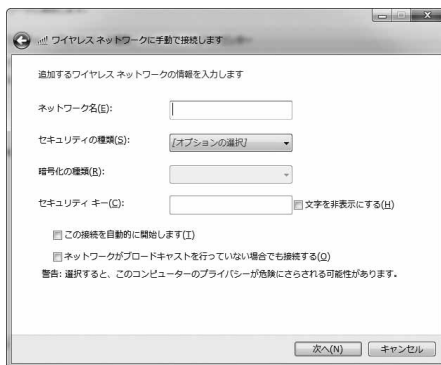 ワイヤレス ネットワークに手動で接続します
追加するワイヤレス ネットワークの情報を入力します
ネットワーク名(E):
セキュリティの種類(S): [オプションの選択]
暗号化の種類(R):
セキュリティ キー(C): 文字を非表示にする(H)
この接続を自動的に開始します(T)
ネットワークがブロードキャストを行っていない場合でも接続する(O)
警告: 選択すると、このコンピューターのプライバシーが危険にさらされる可能性があります。
次へ(N) キャンセル